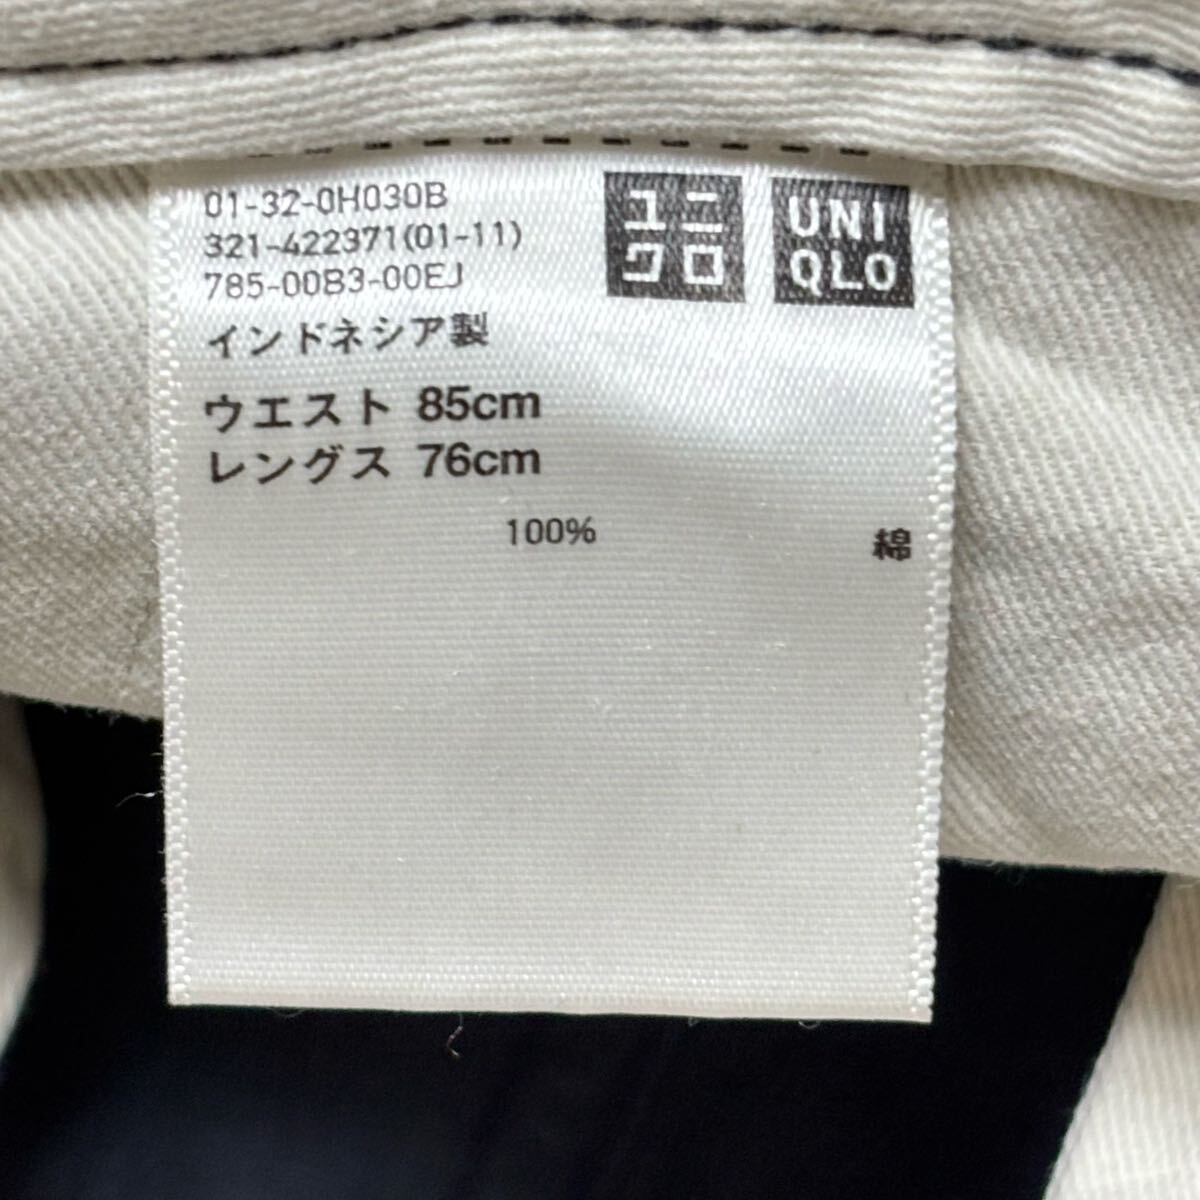 01-32-0H030B
321-422371(01-11)
785-00B3-00EJ
インドネシア製
ユニ
クロ
UNI
QLO
ウエスト 85cm
レングス 76cm
100% 綿